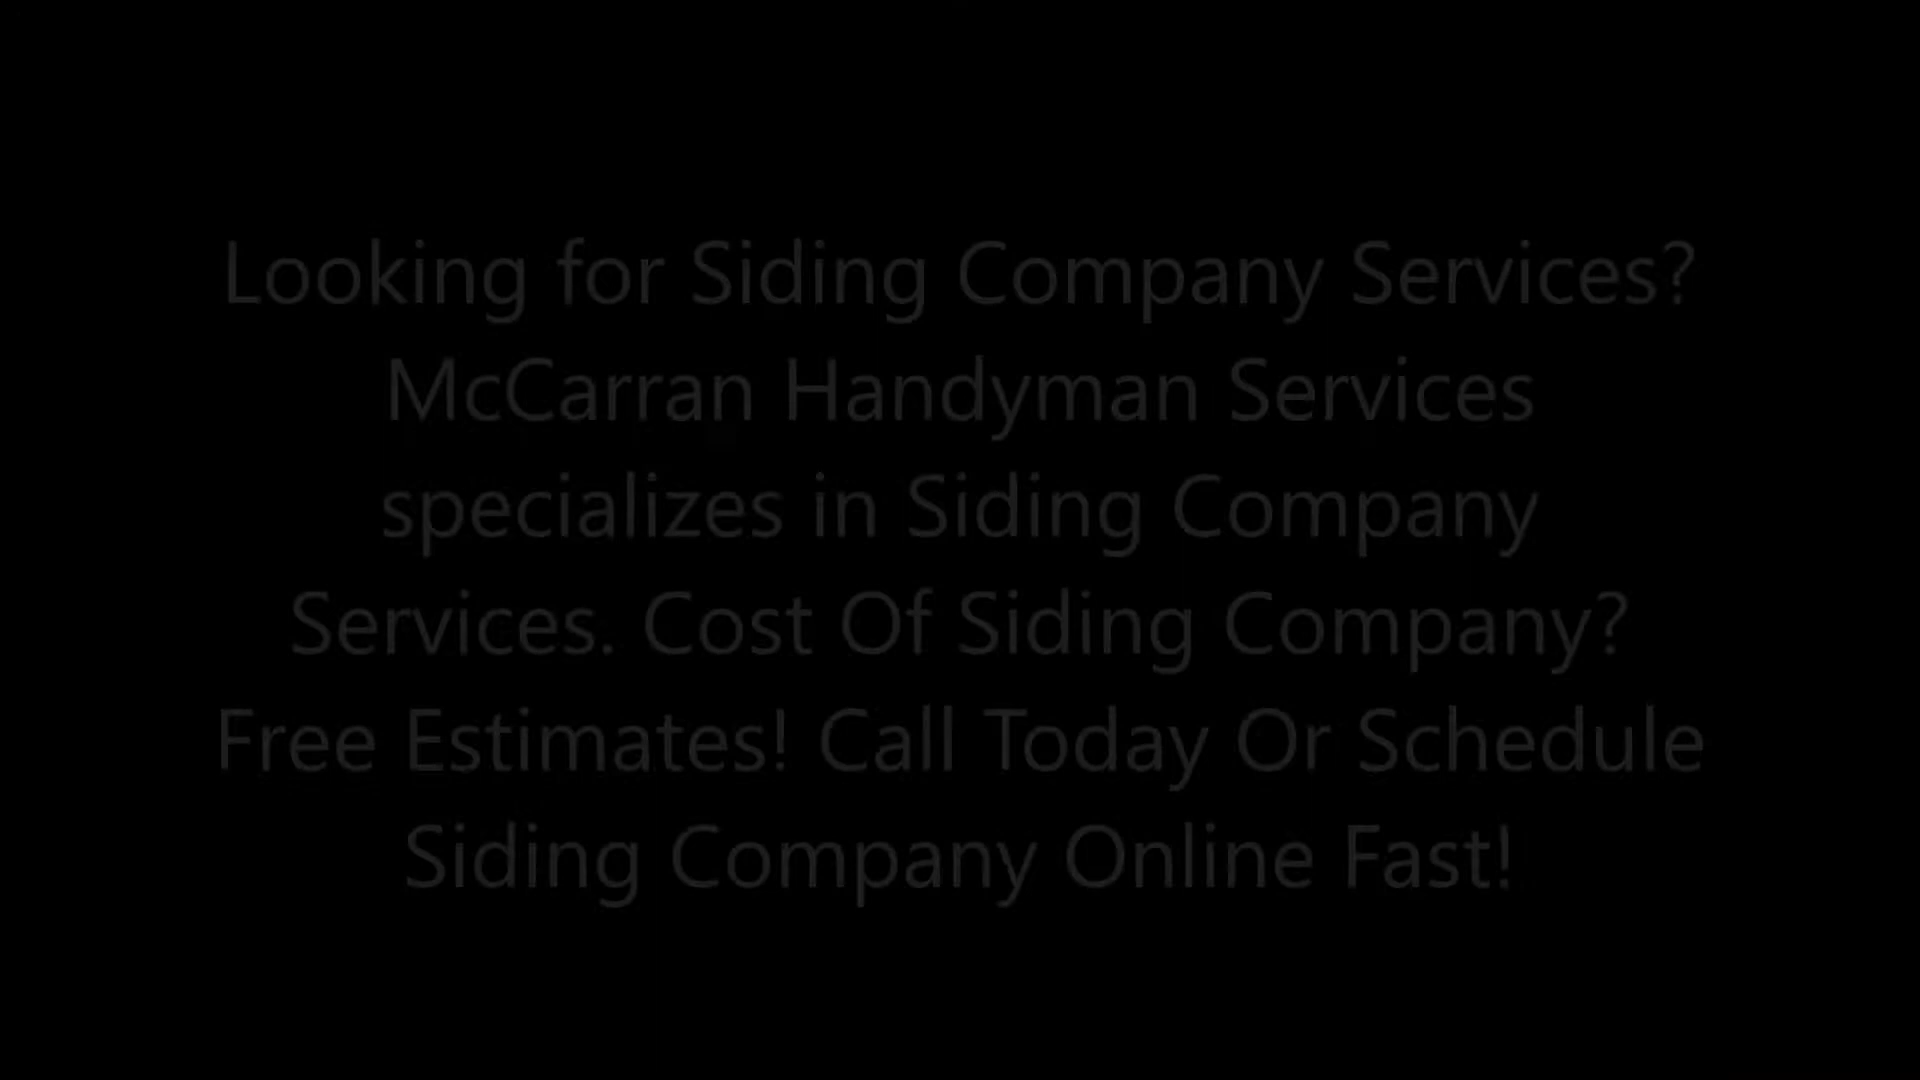 Looking for Siding Company Services?
McCarran Handyman Services
specializes in Siding Company
Services. Cost Of Siding Company?
Free Estimates! Call Today Or Schedule
Siding Company Online Fast!